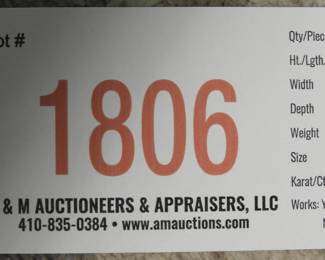 ot #
1806
& M AUCTIONEERS & APPRAISERS, LLC
410-835-0384 • www.amauctions.com
Qty/Piec
Ht./Lgth.
Width
Depth
Weight
Size
Karat/Ct
Works: Y